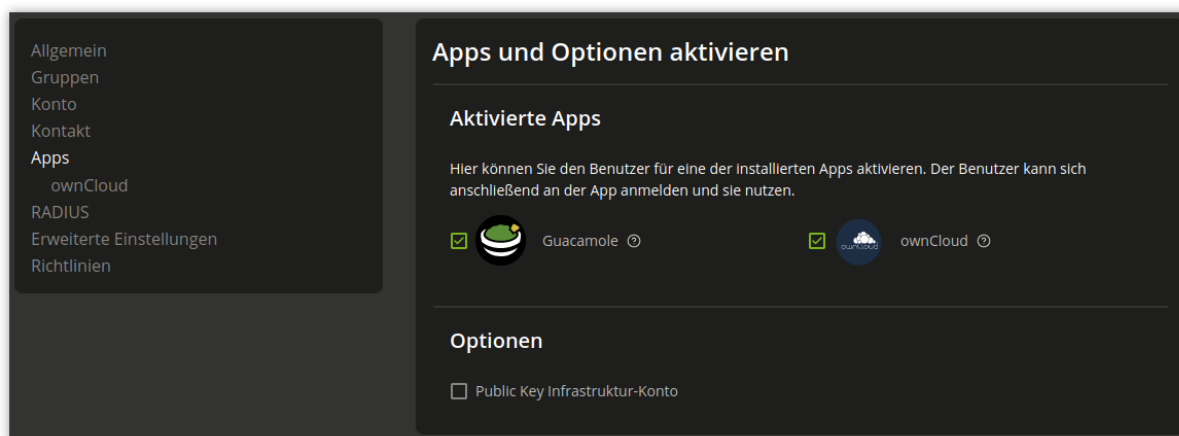 Allgemein
Gruppen
Konto
Kontakt
Apps
ownCloud
RADIUS
Erweiterte Einstellungen
Richtlinien
Apps und Optionen aktivieren
Aktivierte Apps
Hier können Sie den Benutzer für eine der installierten Apps aktivieren. Der Benutzer kann sich
anschließend an der App anmelden und sie nutzen.
Guacamole
ownCloud
ownCloud
Optionen
Public Key Infrastruktur-Konto